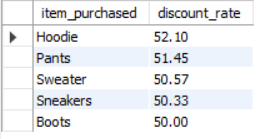 item_purchased discount_rate
Hoodie 52.10
Pants 51.45
Sweater 50.57
Sneakers 50.33
Boots 50.00